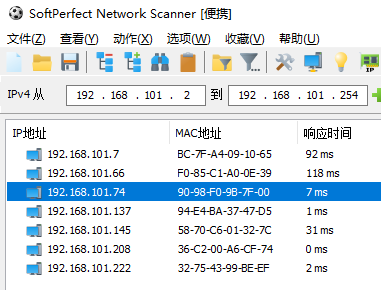 SoftPerfect Network Scanner [便携]
文件(Z) 查看(Y) 动作(X) 选项(W) 收藏(V) 帮助(U)
IPv4 从 192 . 168 . 101 . 2 到 192 . 168 . 101 . 254
IP地址 MAC地址 响应时间
192.168.101.7 BC-7F-A4-09-10-65 92 ms
192.168.101.66 F0-85-C1-A0-0E-39 118 ms
192.168.101.74 90-98-F0-9B-7F-00 7 ms
192.168.101.137 94-E4-BA-37-47-D5 1 ms
192.168.101.145 58-70-C6-01-32-7C 31 ms
192.168.101.208 36-C2-00-A6-CF-74 0 ms
192.168.101.222 32-75-43-99-BE-EF 2 ms